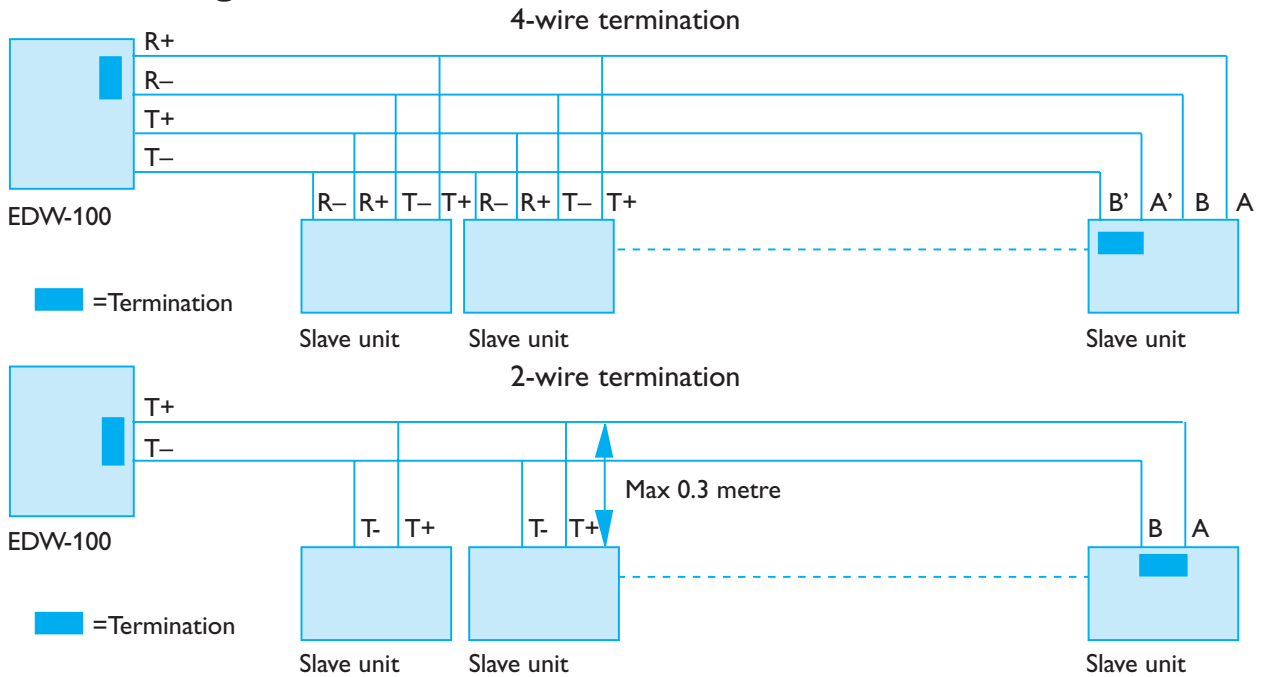 4-wire termination
R+
R–
T+
T–
R– R+ T– T+ R– R+ T– T+ B' A' B A
EDW-100
=Termination
Slave unit Slave unit Slave unit
2-wire termination
T+
T–
Max 0.3 metre
T- T+ T- T+ B A
EDW-100
=Termination
Slave unit Slave unit Slave unit